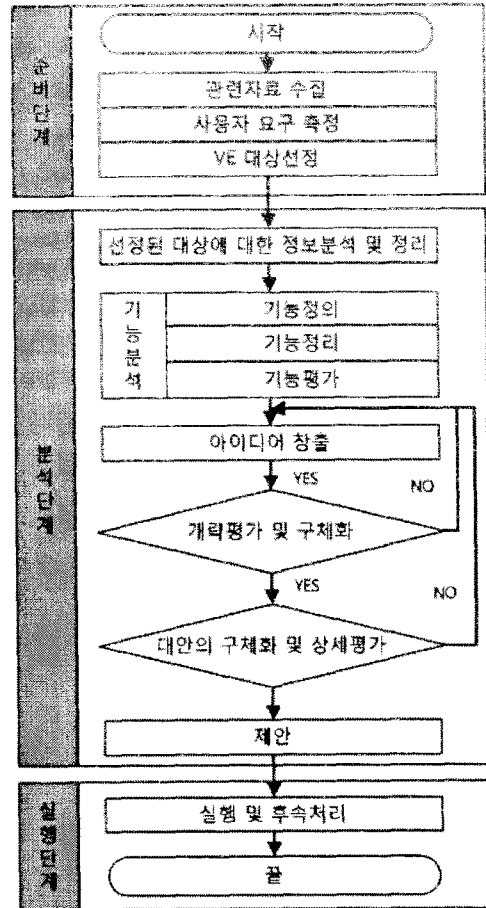 준비단계
시작
관련자료 수집
사용자 요구 측정
VE 대상선정
분석단계
선정된 대상에 대한 정보분석 및 정리
기능분석
기능정의
기능정리
기능평가
아이디어 창출
YES
NO
개략평가 및 구체화
YES
NO
대안의 구체화 및 상세평가
제안
실행단계
실행 및 후속처리
끝